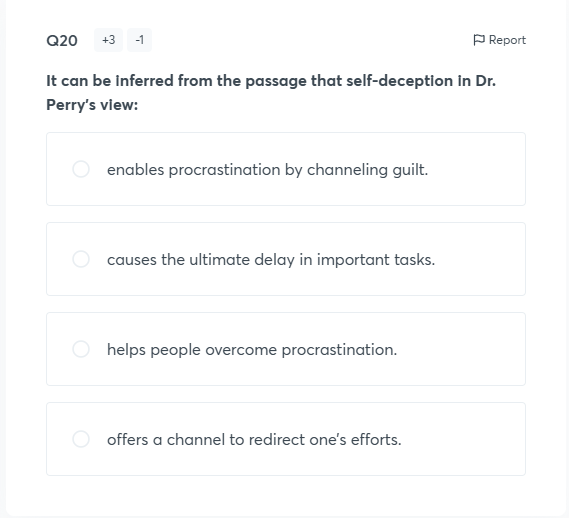 Q20 +3 -1 Report
It can be inferred from the passage that self-deception in Dr.
Perry's view:
enables procrastination by channeling guilt.
causes the ultimate delay in important tasks.
helps people overcome procrastination.
offers a channel to redirect one's efforts.